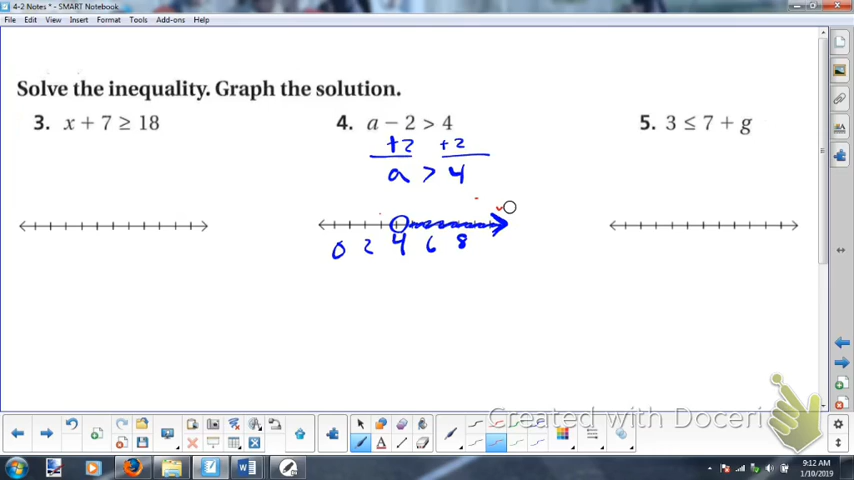 4-2 Notes * - SMART Notebook
File Edit View Insert Format Tools Add-ons Help
Solve the inequality. Graph the solution.
3. x + 7 ≥ 18
4. a − 2 > 4
5. 3 ≤ 7 + g
+2 +2
a > 4
0 2 4 6 8
Created with Doceri
9:12 AM
1/10/2019